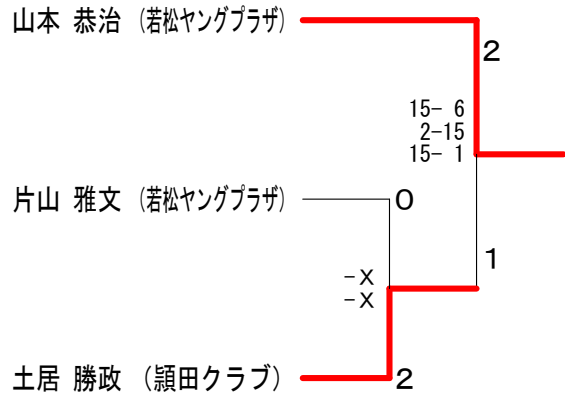 山本 恭治 (若松ヤングプラザ)
2
15- 6
2-15
15- 1
片山 雅文 (若松ヤングプラザ)
0
1
-X
-X
土居 勝政 (頴田クラブ)
2